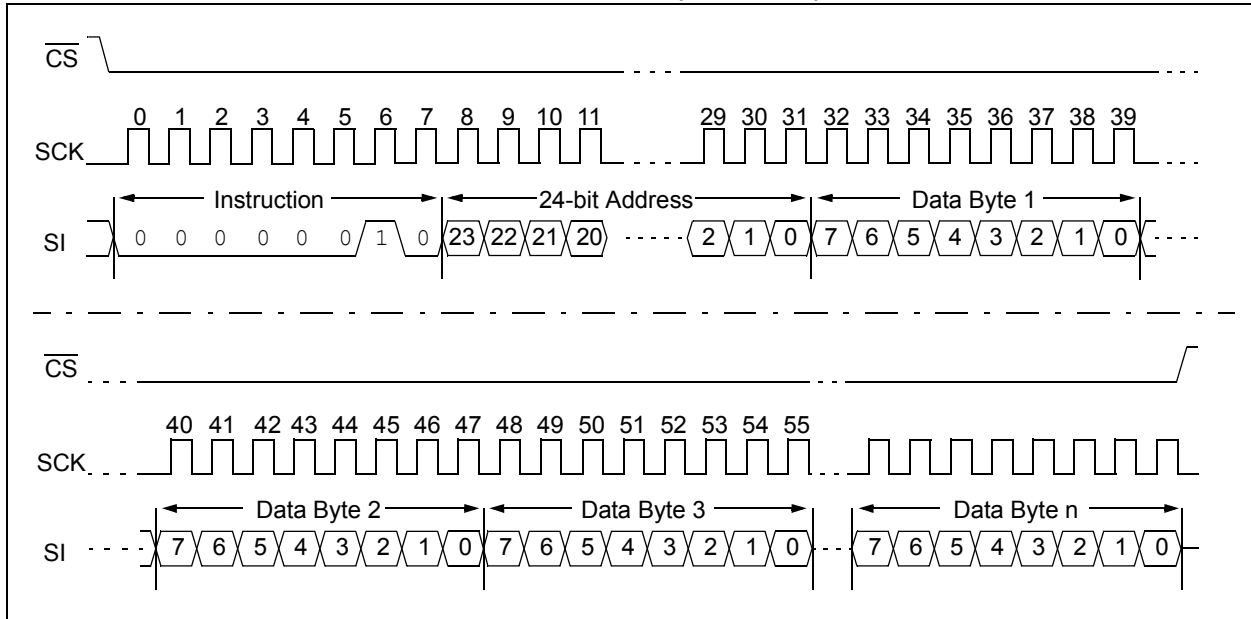 CS
0 1 2 3 4 5 6 7 8 9 10 11 29 30 31 32 33 34 35 36 37 38 39
SCK
Instruction 24-bit Address Data Byte 1
SI 0 0 0 0 0 0 1 0 23 22 21 20 2 1 0 7 6 5 4 3 2 1 0
CS
40 41 42 43 44 45 46 47 48 49 50 51 52 53 54 55
SCK
Data Byte 2 Data Byte 3 Data Byte n
SI 7 6 5 4 3 2 1 0 7 6 5 4 3 2 1 0 7 6 5 4 3 2 1 0